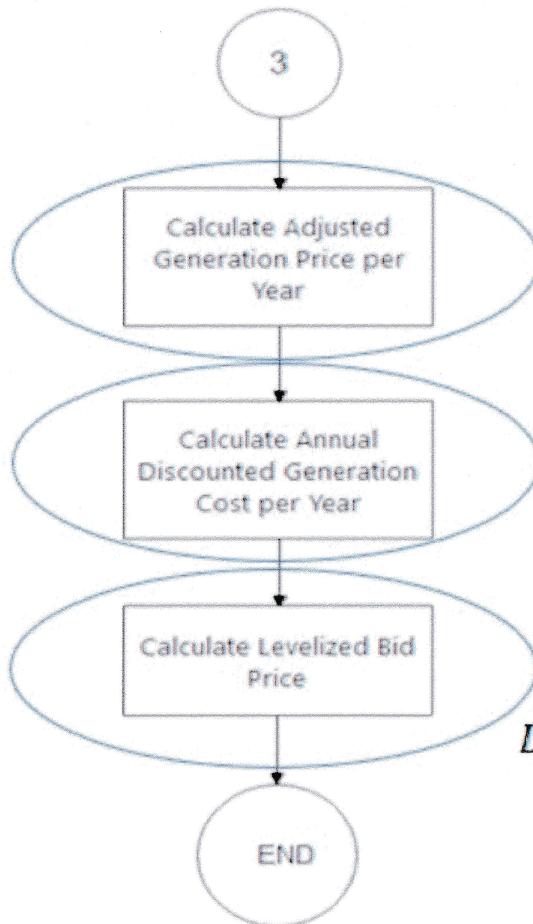 3
Calculate Adjusted
Generation Price per
Year
Calculate Annual
Discounted Generation
Cost per Year
Calculate Levelized Bid
Price
L
END